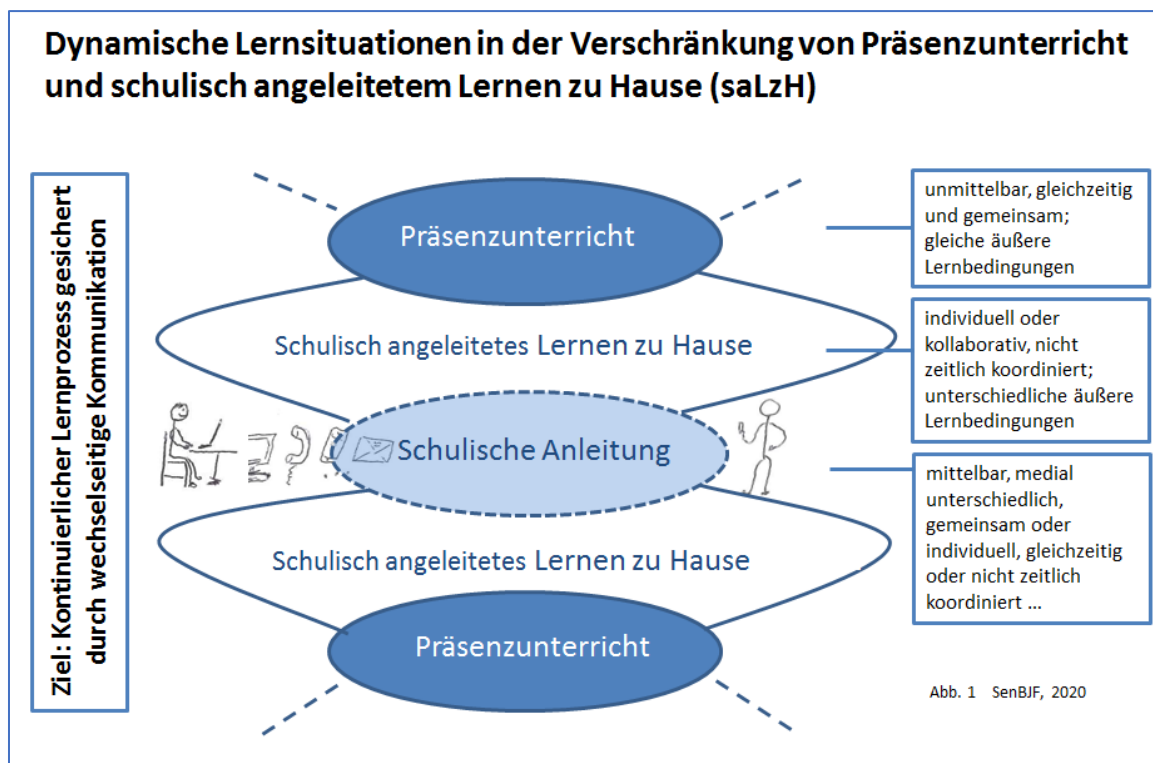 Dynamische Lernsituationen in der Verschränkung von Präsenzunterricht
und schulisch angeleitetem Lernen zu Hause (saLzH)
Ziel: Kontinuierlicher Lernprozess gesichert
durch wechselseitige Kommunikation
Präsenzunterricht
unmittelbar, gleichzeitig
und gemeinsam;
gleiche äußere
Lernbedingungen
Schulisch angeleitetes Lernen zu Hause
individuell oder
kollaborativ, nicht
zeitlich koordiniert;
unterschiedliche äußere
Lernbedingungen
Schulische Anleitung
mittelbar, medial
unterschiedlich,
gemeinsam oder
individuell, gleichzeitig
oder nicht zeitlich
koordiniert ...
Schulisch angeleitetes Lernen zu Hause
Präsenzunterricht
Abb. 1 SenBJF, 2020